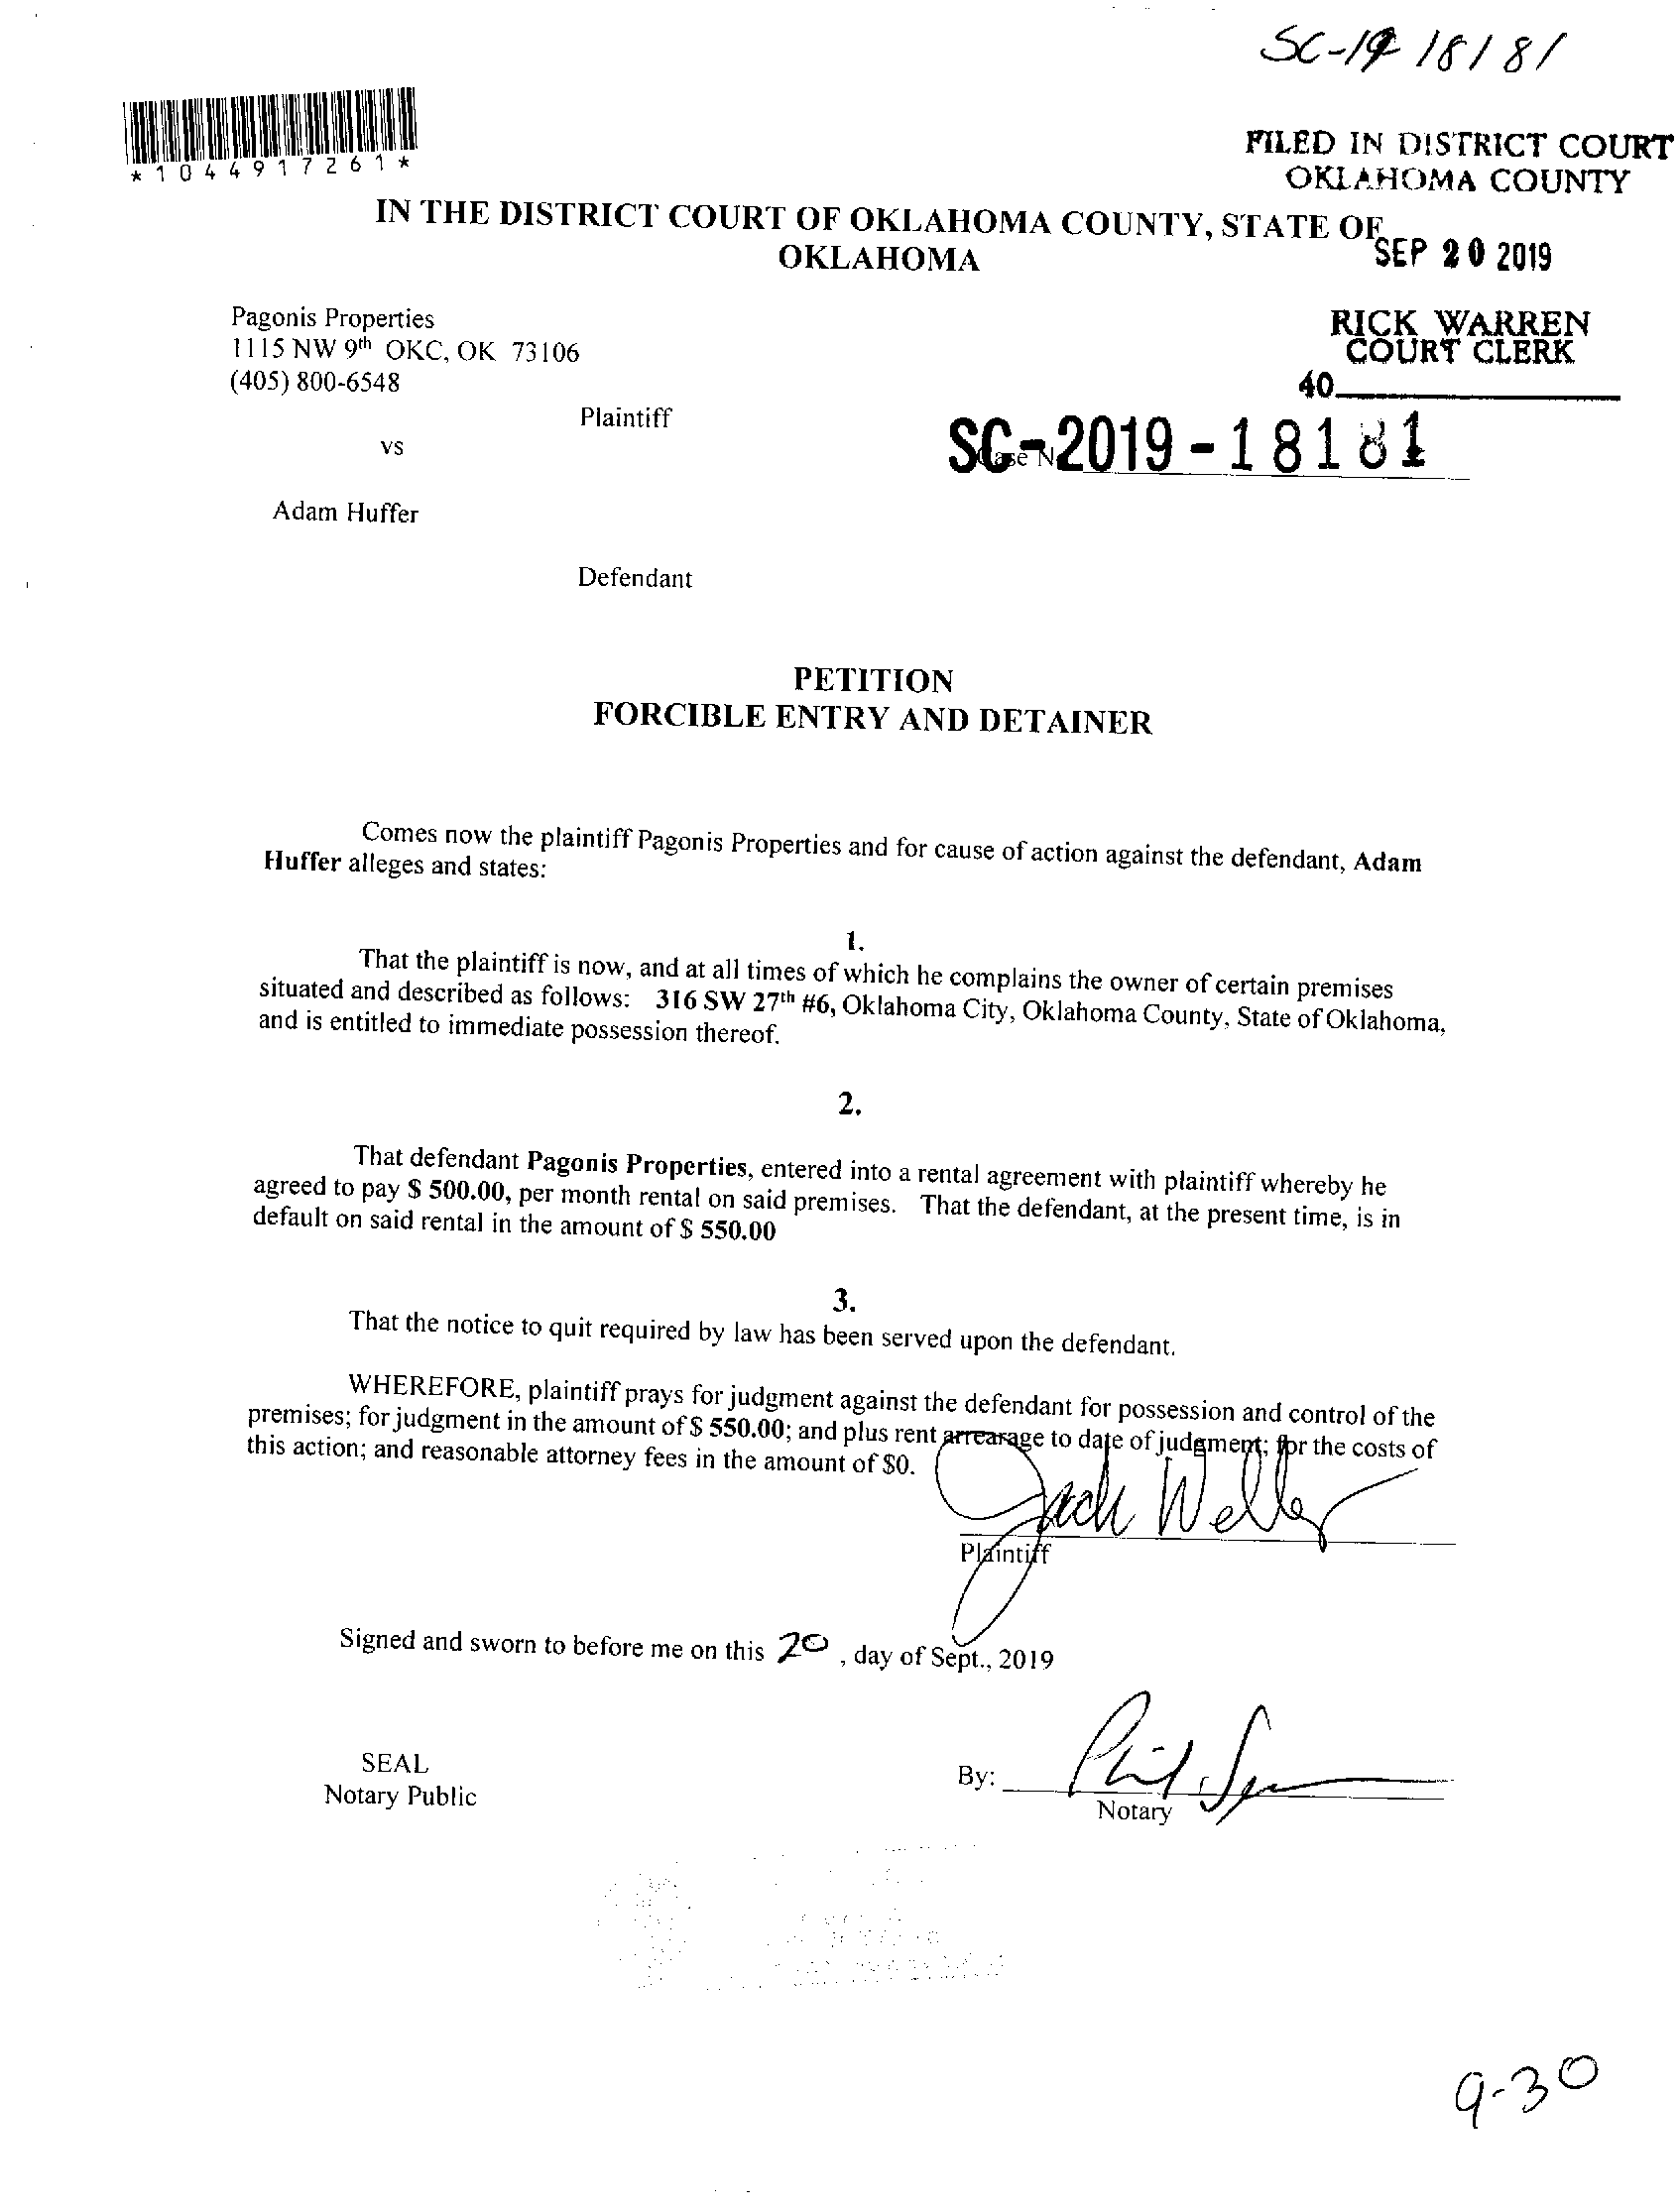 SC-19 18181
*1044917261*
FILED IN DISTRICT COURT
OKLAHOMA COUNTY
IN THE DISTRICT COURT OF OKLAHOMA COUNTY, STATE OF
OKLAHOMA
SEP 20 2019
Pagonis Properties
1115 NW 9th OKC, OK 73106
(405) 800-6548
RICK WARREN
COURT CLERK
40
Plaintiff
vs
Case N
SC-2019-18181
Adam Huffer
Defendant
PETITION
FORCIBLE ENTRY AND DETAINER
Comes now the plaintiff Pagonis Properties and for cause of action against the defendant, Adam
Huffer alleges and states:
1.
That the plaintiff is now, and at all times of which he complains the owner of certain premises
situated and described as follows: 316 SW 27th #6, Oklahoma City, Oklahoma County, State of Oklahoma,
and is entitled to immediate possession thereof.
2.
That defendant Pagonis Properties, entered into a rental agreement with plaintiff whereby he
agreed to pay $ 500.00, per month rental on said premises. That the defendant, at the present time, is in
default on said rental in the amount of $ 550.00
3.
That the notice to quit required by law has been served upon the defendant.
WHEREFORE, plaintiff prays for judgment against the defendant for possession and control of the
premises; for judgment in the amount of $ 550.00; and plus rent arrearage to date of judgment; for the costs of
this action; and reasonable attorney fees in the amount of $0.
Jack Weller
Plaintiff
Signed and sworn to before me on this 20 , day of Sept., 2019
SEAL
Notary Public
By:
Phil
Notary
9-30